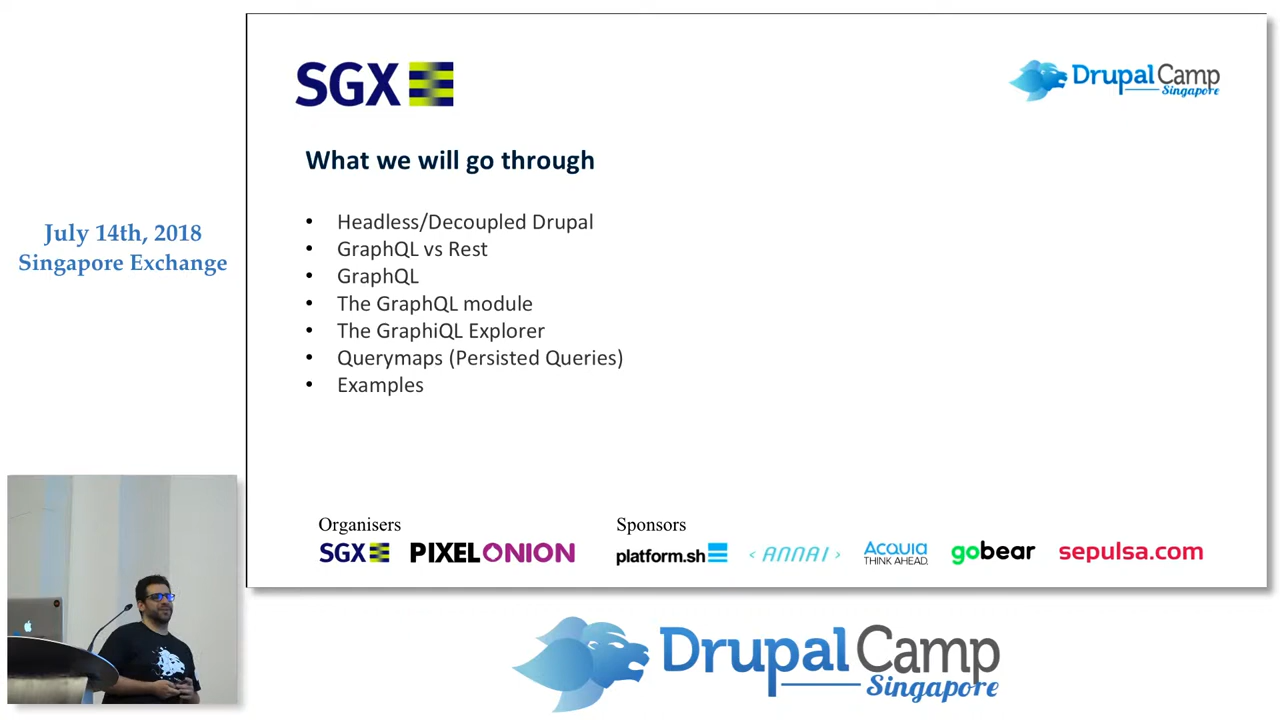 SGX
DrupalCamp
Singapore
What we will go through
• Headless/Decoupled Drupal
• GraphQL vs Rest
• GraphQL
• The GraphQL module
• The GraphiQL Explorer
• Querymaps (Persisted Queries)
• Examples
July 14th, 2018
Singapore Exchange
Organisers
SGX PIXELONION
Sponsors
platform.sh <ANNAI> ACQUIA THINK AHEAD. gobear sepulsa.com
DrupalCamp
Singapore